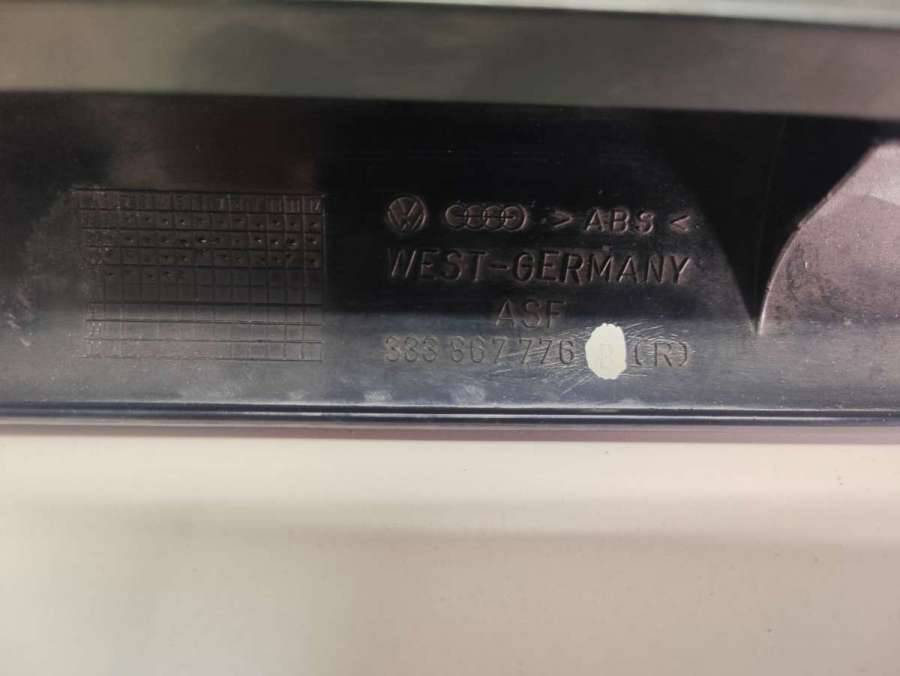 > ABS <
WEST-GERMANY
ASF
333 867 776 B (R)